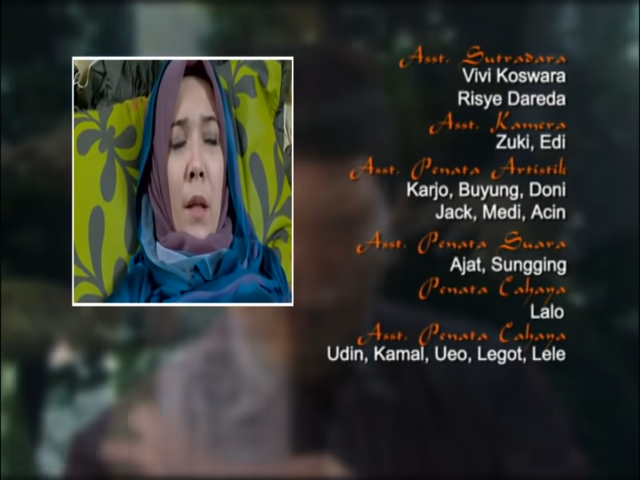 Asst. Sutradara
Vivi Koswara
Risye Dareda
Asst. Kamera
Zuki, Edi
Asst. Penata Artistik
Karjo, Buyung, Doni
Jack, Medi, Acin
Asst. Penata Suara
Ajat, Sungging
Penata Cahaya
Lalo
Asst. Penata Cahaya
Udin, Kamal, Ueo, Legot, Lele